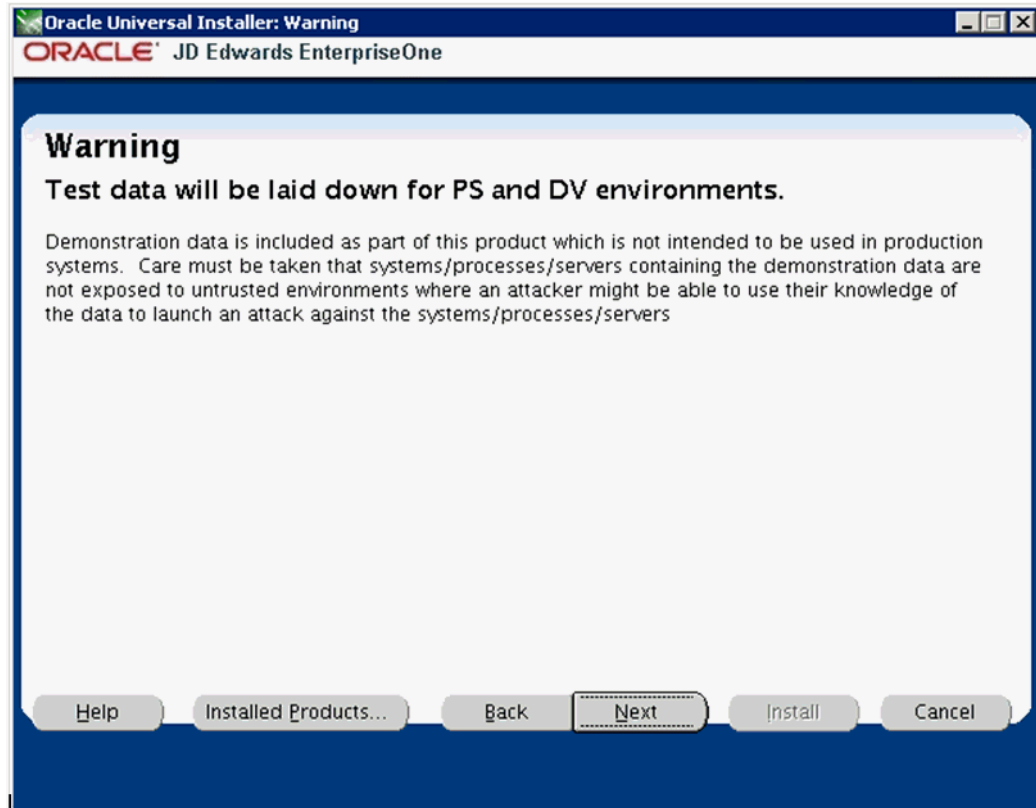 Oracle Universal Installer: Warning
ORACLE' JD Edwards EnterpriseOne
Warning
Test data will be laid down for PS and DV environments.
Demonstration data is included as part of this product which is not intended to be used in production
systems.  Care must be taken that systems/processes/servers containing the demonstration data are
not exposed to untrusted environments where an attacker might be able to use their knowledge of
the data to launch an attack against the systems/processes/servers
Help Installed Products... Back Next Install Cancel